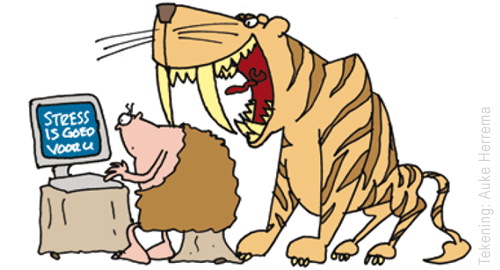 STRESS
IS GOED
VOOR U
Tekening: Auke Herrema